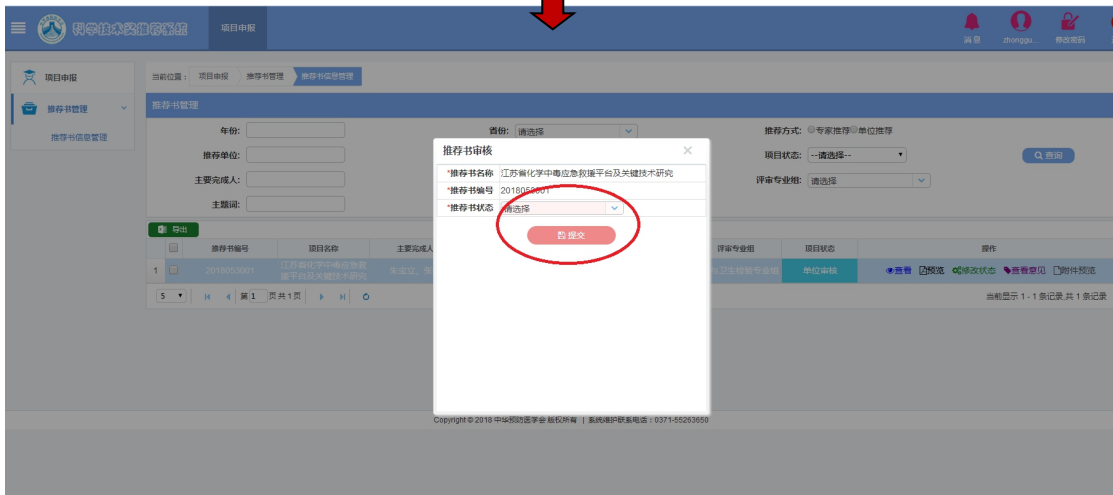 科学技术奖推荐系统
项目申报
消息 zhonggu... 修改密码
项目申报
推荐书管理
推荐书信息管理
当前位置: 项目申报 推荐书管理 推荐书信息管理
推荐书管理
年份: 省份: 请选择 推荐方式: 专家推荐 单位推荐
推荐单位: 项目状态: --请选择-- 查询
主要完成人: 评审专业组: 请选择
主题词:
推荐书审核
*推荐书名称 江苏省化学中毒应急救援平台及关键技术研究
*推荐书编号 2018053001
*推荐书状态 请选择
提交
导出
推荐书编号 项目名称 主要完成人 评审专业组 项目状态 操作
1 2018053001 江苏省化学中毒应急救援平台及关键技术研究 卫生检验专业组 单位审核 查看 预览 修改状态 查看意见 附件预览
5 第 1 页共 1 页 当前显示 1 - 1 条记录 共 1 条记录
Copyright © 2018 中华预防医学会 版权所有 | 系统维护联系电话:0371-55263650